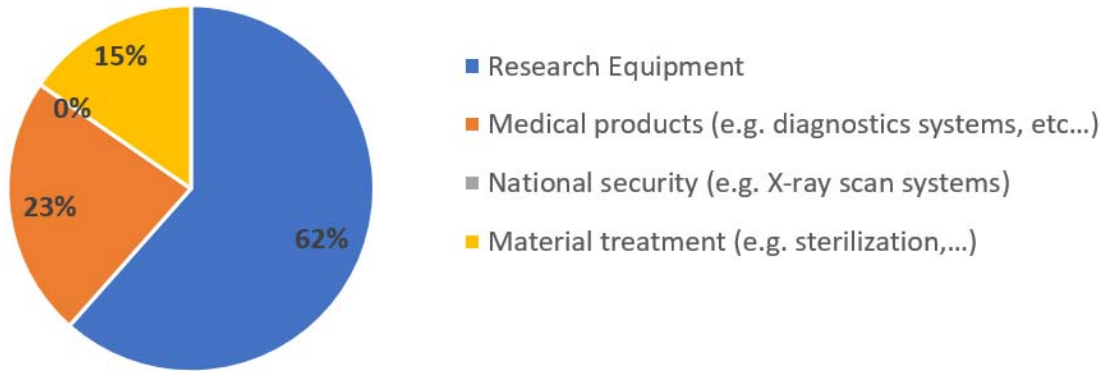 15%
0%
23%
62%
Research Equipment
Medical products (e.g. diagnostics systems, etc...)
National security (e.g. X-ray scan systems)
Material treatment (e.g. sterilization,...)